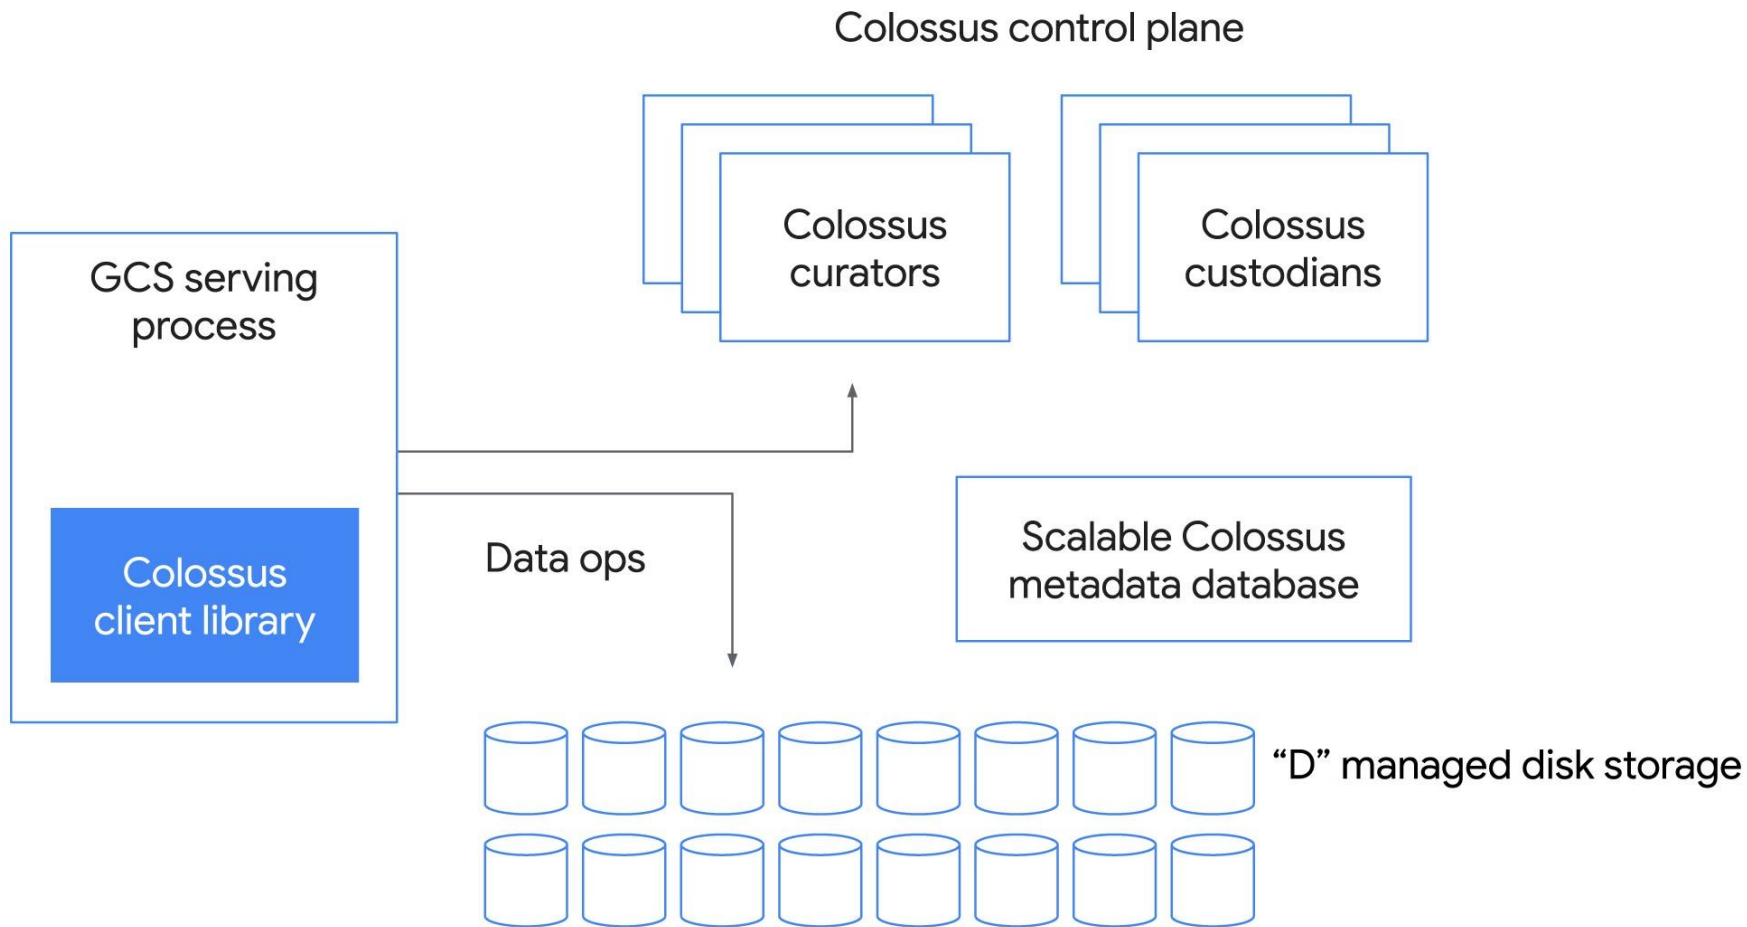 Colossus control plane
Colossus
curators
Colossus
custodians
GCS serving
process
Colossus
client library
Data ops
Scalable Colossus
metadata database
“D” managed disk storage